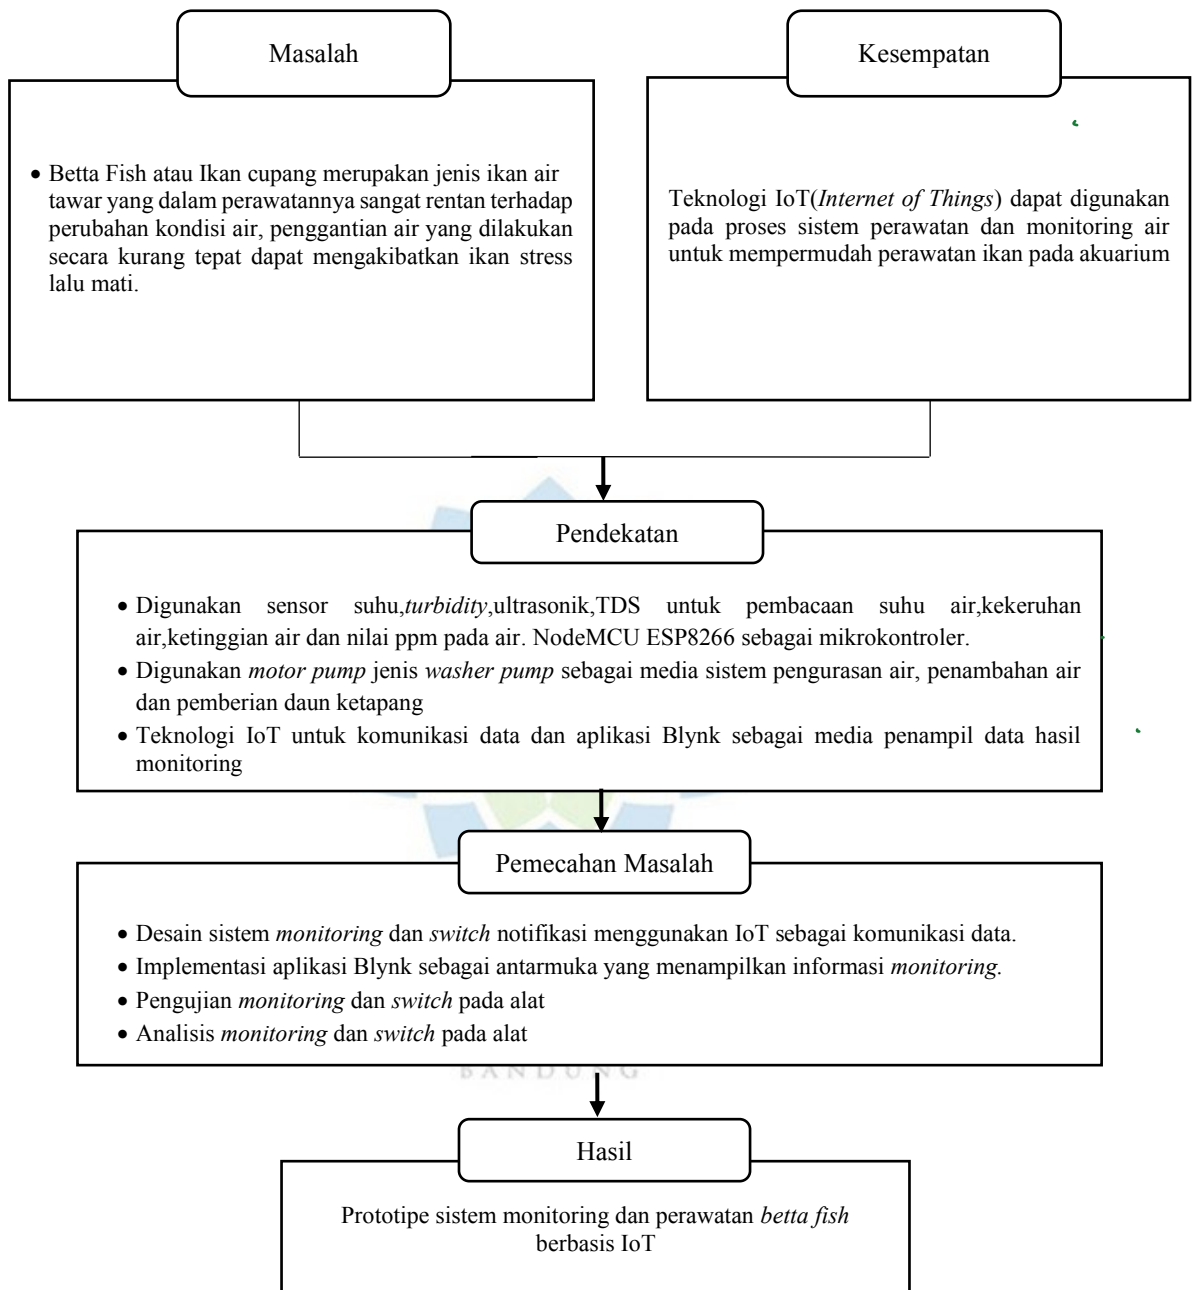 Masalah
• Betta Fish atau Ikan cupang merupakan jenis ikan air
tawar yang dalam perawatannya sangat rentan terhadap
perubahan kondisi air, penggantian air yang dilakukan
secara kurang tepat dapat mengakibatkan ikan stress
lalu mati.
Kesempatan
Teknologi IoT(Internet of Things) dapat digunakan
pada proses sistem perawatan dan monitoring air
untuk mempermudah perawatan ikan pada akuarium
Pendekatan
• Digunakan sensor suhu,turbidity,ultrasonik,TDS untuk pembacaan suhu air,kekeruhan
air,ketinggian air dan nilai ppm pada air. NodeMCU ESP8266 sebagai mikrokontroler.
• Digunakan motor pump jenis washer pump sebagai media sistem pengurasan air, penambahan air
dan pemberian daun ketapang
• Teknologi IoT untuk komunikasi data dan aplikasi Blynk sebagai media penampil data hasil
monitoring
Pemecahan Masalah
• Desain sistem monitoring dan switch notifikasi menggunakan IoT sebagai komunikasi data.
• Implementasi aplikasi Blynk sebagai antarmuka yang menampilkan informasi monitoring.
• Pengujian monitoring dan switch pada alat
• Analisis monitoring dan switch pada alat
BANDUNG
Hasil
Prototipe sistem monitoring dan perawatan betta fish
berbasis IoT